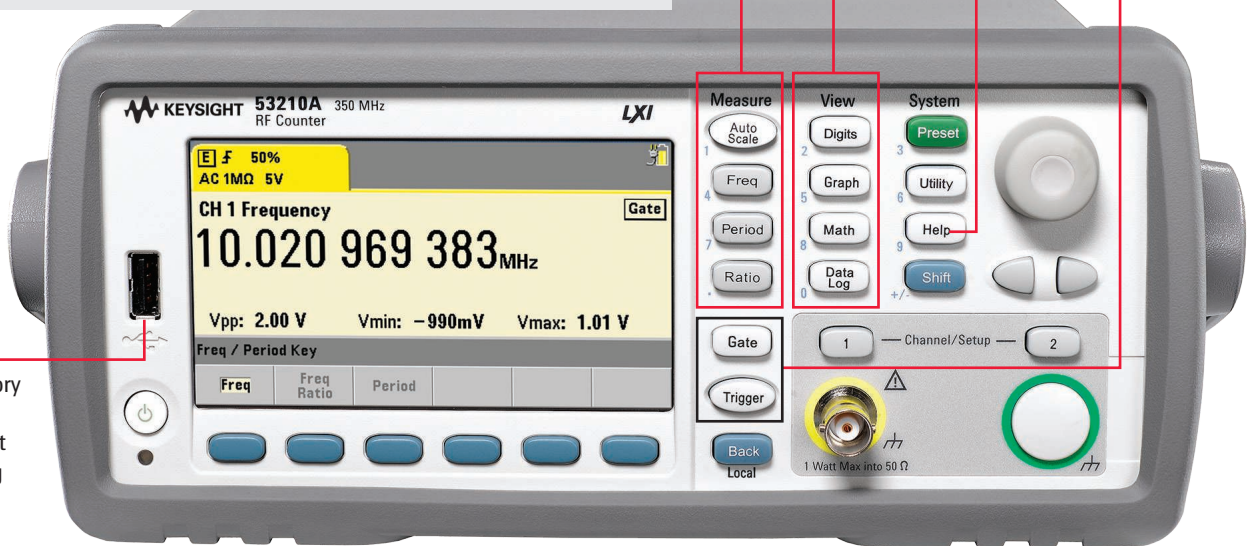 KEYSIGHT 53210A 350 MHz
RF Counter
LXI
E 50%
AC 1MΩ 5V
CH 1 Frequency
Gate
10.020 969 383 MHz
Vpp: 2.00 V Vmin: -990mV Vmax: 1.01 V
Freq / Period Key
Freq
Freq Ratio
Period
Measure
Auto Scale
1
Freq
4
Period
7
Ratio
.
View
Digits
2
Graph
5
Math
8
Data Log
0
System
Preset
3
Utility
6
Help
9
Shift
+/-
Gate
Trigger
Back
Local
1 Channel/Setup 2
1 Watt Max into 50 Ω
ory
t
g